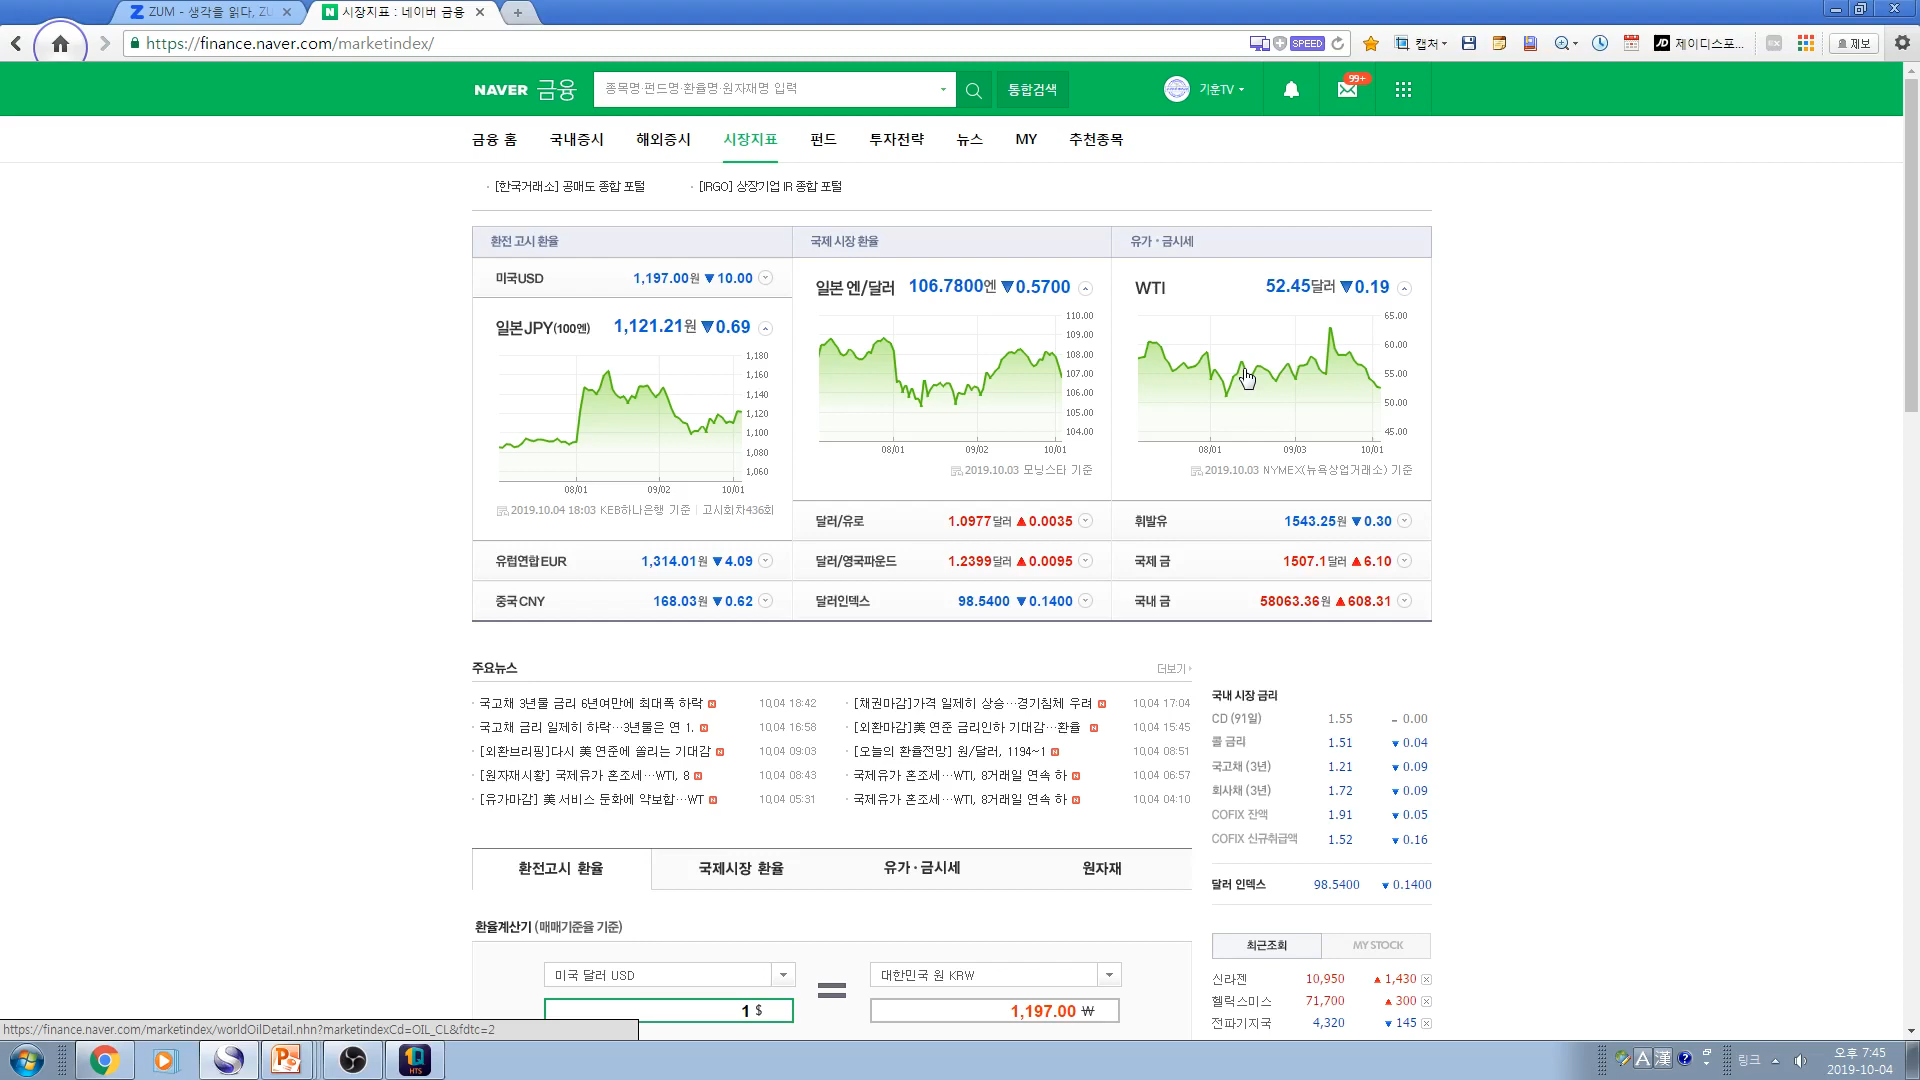 ZUM - 생각을 읽다, ZU
시장지표 : 네이버 금융
https://finance.naver.com/marketindex/
SPEED
캡처
제이디스포...
제보
NAVER 금융
종목명·펀드명·환율명·원자재명 입력
통합검색
기훈TV
99+
금융 홈
국내증시
해외증시
시장지표
펀드
투자전략
뉴스
MY
추천종목
· [한국거래소] 공매도 종합 포털
· [IRGO] 상장기업 IR 종합 포털
환전 고시 환율
미국USD 1,197.00원 ▼10.00
일본JPY(100엔) 1,121.21원 ▼0.69
1,180
1,160
1,140
1,120
1,100
1,080
1,060
08/01 09/02 10/01
2019.10.04 18:03 KEB하나은행 기준 | 고시회차436회
유럽연합EUR 1,314.01원 ▼4.09
중국CNY 168.03원 ▼0.62
국제 시장 환율
일본 엔/달러 106.7800엔 ▼0.5700
110.00
109.00
108.00
107.00
106.00
105.00
104.00
08/01 09/02 10/01
2019.10.03 모닝스타 기준
달러/유로 1.0977달러 ▲0.0035
달러/영국파운드 1.2399달러 ▲0.0095
달러인덱스 98.5400 ▼0.1400
유가·금시세
WTI 52.45달러 ▼0.19
65.00
60.00
55.00
50.00
45.00
08/01 09/03 10/01
2019.10.03 NYMEX(뉴욕상업거래소) 기준
휘발유 1543.25원 ▼0.30
국제 금 1507.1달러 ▲6.10
국내 금 58063.36원 ▲608.31
주요뉴스
더보기
· 국고채 3년물 금리 6년여만에 최대폭 하락 N 10.04 18:42
· 국고채 금리 일제히 하락…3년물은 연 1. N 10.04 16:58
· [외환브리핑]다시 美 연준에 쏠리는 기대감 N 10.04 09:03
· [원자재시황] 국제유가 혼조세…WTI, 8 N 10.04 08:43
· [유가마감] 美 서비스 둔화에 약보합…WT N 10.04 05:31
· [채권마감]가격 일제히 상승…경기침체 우려 N 10.04 17:04
· [외환마감]美 연준 금리인하 기대감…환율 N 10.04 15:45
· [오늘의 환율전망] 원/달러, 1194~1 N 10.04 08:51
· 국제유가 혼조세…WTI, 8거래일 연속 하 N 10.04 06:57
· 국제유가 혼조세…WTI, 8거래일 연속 하 N 10.04 04:10
국내 시장 금리
CD (91일) 1.55 - 0.00
콜 금리 1.51 ▼0.04
국고채 (3년) 1.21 ▼0.09
회사채 (3년) 1.72 ▼0.09
COFIX 잔액 1.91 ▼0.05
COFIX 신규취급액 1.52 ▼0.16
달러 인덱스 98.5400 ▼0.1400
환전고시 환율
국제시장 환율
유가·금시세
원자재
환율계산기 (매매기준율 기준)
미국 달러 USD
대한민국 원 KRW
1 $
=
1,197.00 ₩
최근조회
MY STOCK
신라젠 10,950 ▲1,430
헬릭스미스 71,700 ▲300
전파기지국 4,320 ▼145
https://finance.naver.com/marketindex/worldOilDetail.nhn?marketindexCd=OIL_CL&fdtc=2
HTS
A 漢
링크
오후 7:45
2019-10-04